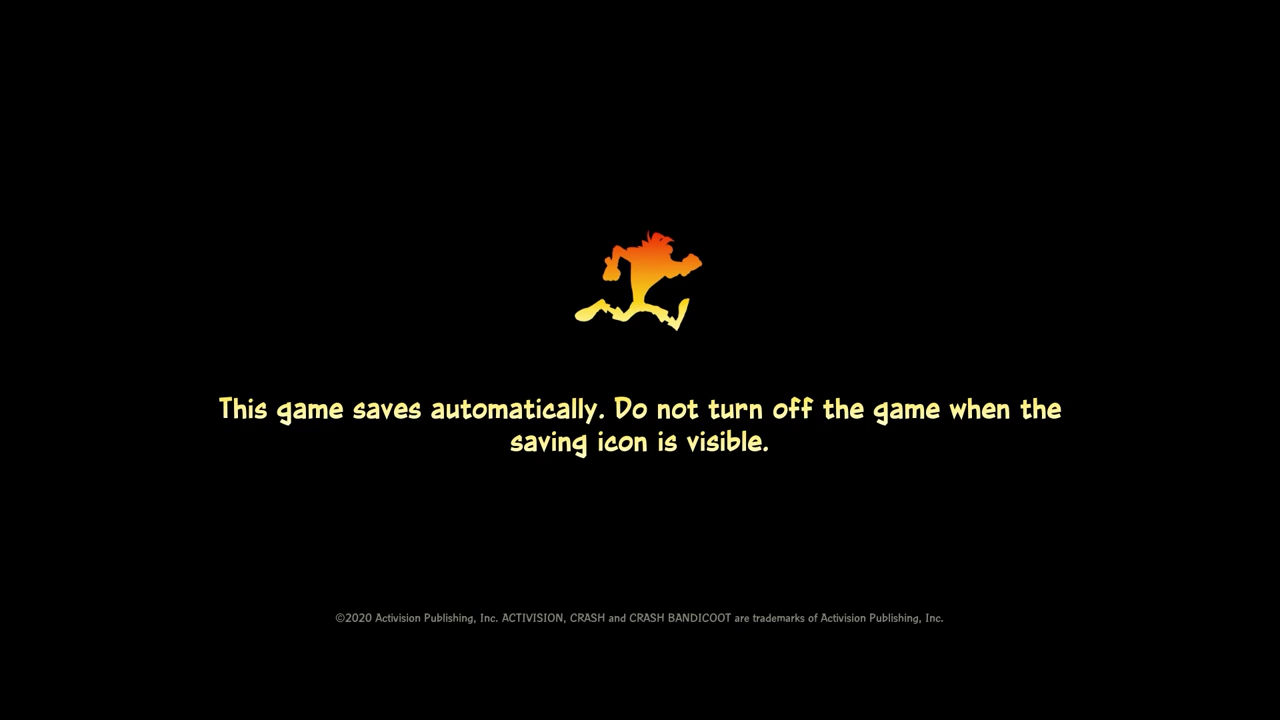 This game saves automatically. Do not turn off the game when the
saving icon is visible.
©2020 Activision Publishing, Inc. ACTIVISION, CRASH and CRASH BANDICOOT are trademarks of Activision Publishing, Inc.